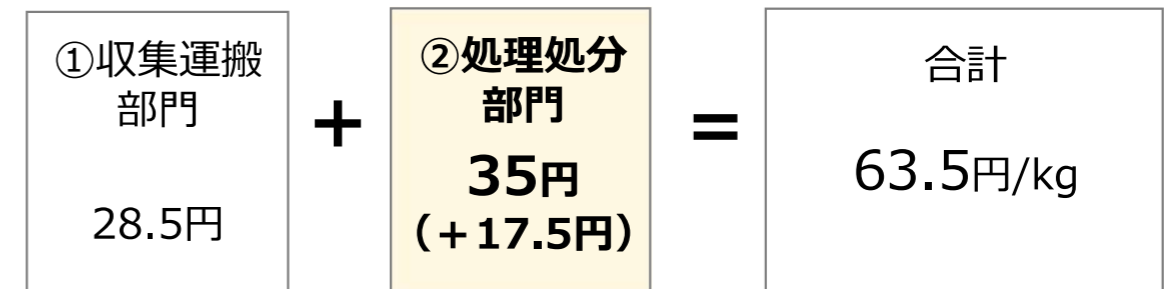 ①収集運搬
部門
28.5円
+
②処理処分
部門
35円
(+17.5円)
=
合計
63.5円/kg